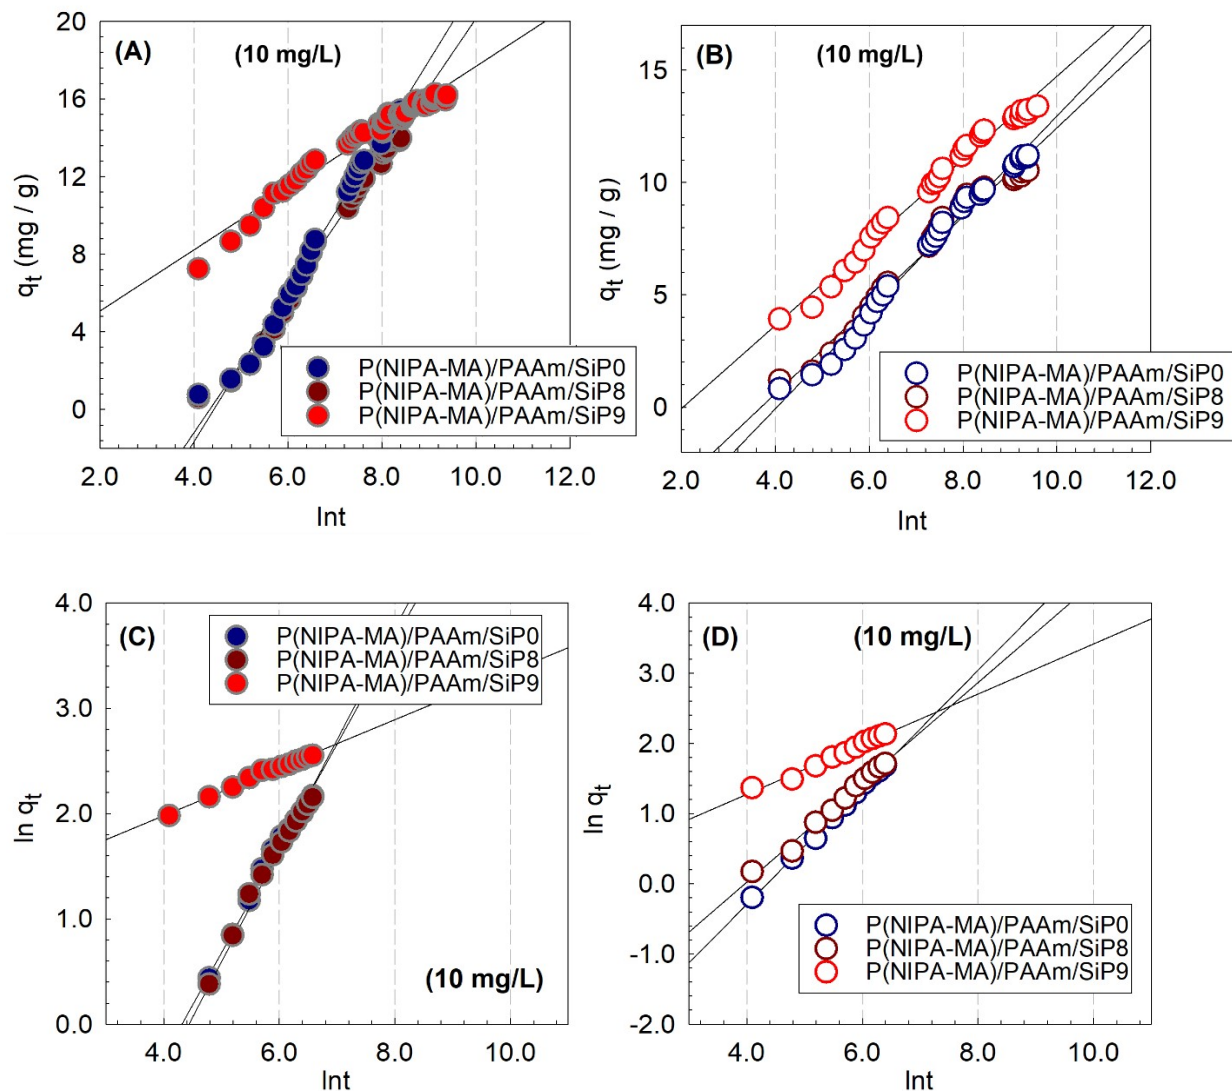 (A)
(10 mg/L)
20
16
12
8
4
0
q_t (mg / g)
P(NIPA-MA)/PAAm/SiP0
P(NIPA-MA)/PAAm/SiP8
P(NIPA-MA)/PAAm/SiP9
2.0 4.0 6.0 8.0 10.0 12.0
lnt
(B)
(10 mg/L)
15
10
5
0
q_t (mg / g)
P(NIPA-MA)/PAAm/SiP0
P(NIPA-MA)/PAAm/SiP8
P(NIPA-MA)/PAAm/SiP9
2.0 4.0 6.0 8.0 10.0 12.0
lnt
(C)
P(NIPA-MA)/PAAm/SiP0
P(NIPA-MA)/PAAm/SiP8
P(NIPA-MA)/PAAm/SiP9
4.0
3.0
2.0
1.0
0.0
ln q_t
(10 mg/L)
4.0 6.0 8.0 10.0
lnt
(D)
(10 mg/L)
4.0
3.0
2.0
1.0
0.0
-1.0
-2.0
ln q_t
P(NIPA-MA)/PAAm/SiP0
P(NIPA-MA)/PAAm/SiP8
P(NIPA-MA)/PAAm/SiP9
4.0 6.0 8.0 10.0
lnt